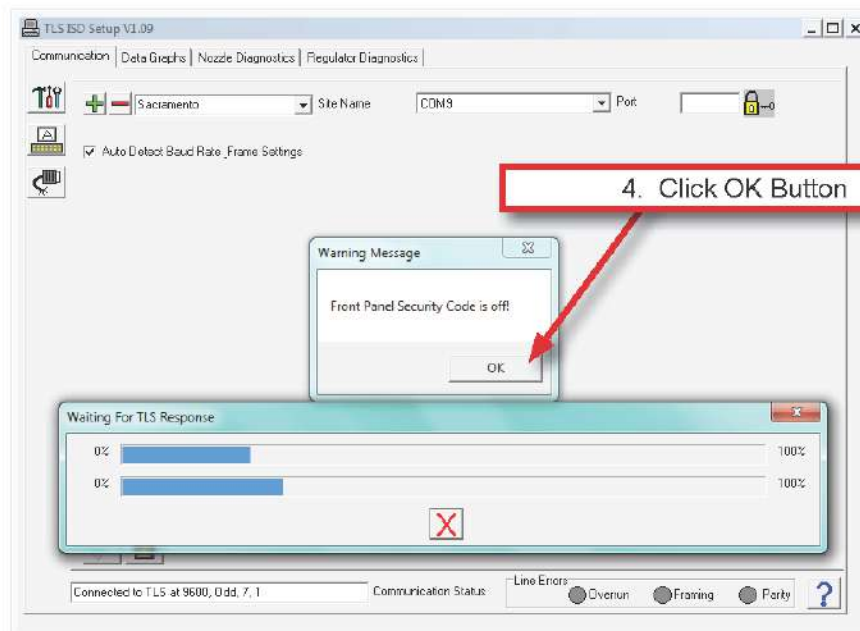 TLS ISD Setup V1.09
Communication Data Graphs Nozzle Diagnostics Regulator Diagnostics
Sacramento Site Name COM9 Port
Auto Detect Baud Rate_Frame Settings
4. Click OK Button
Warning Message
Front Panel Security Code is off!
OK
Waiting For TLS Response
0% 100%
0% 100%
Connected to TLS at 9600, Odd, 7, 1 Communication Status Line Errors Overrun Framing Parity ?